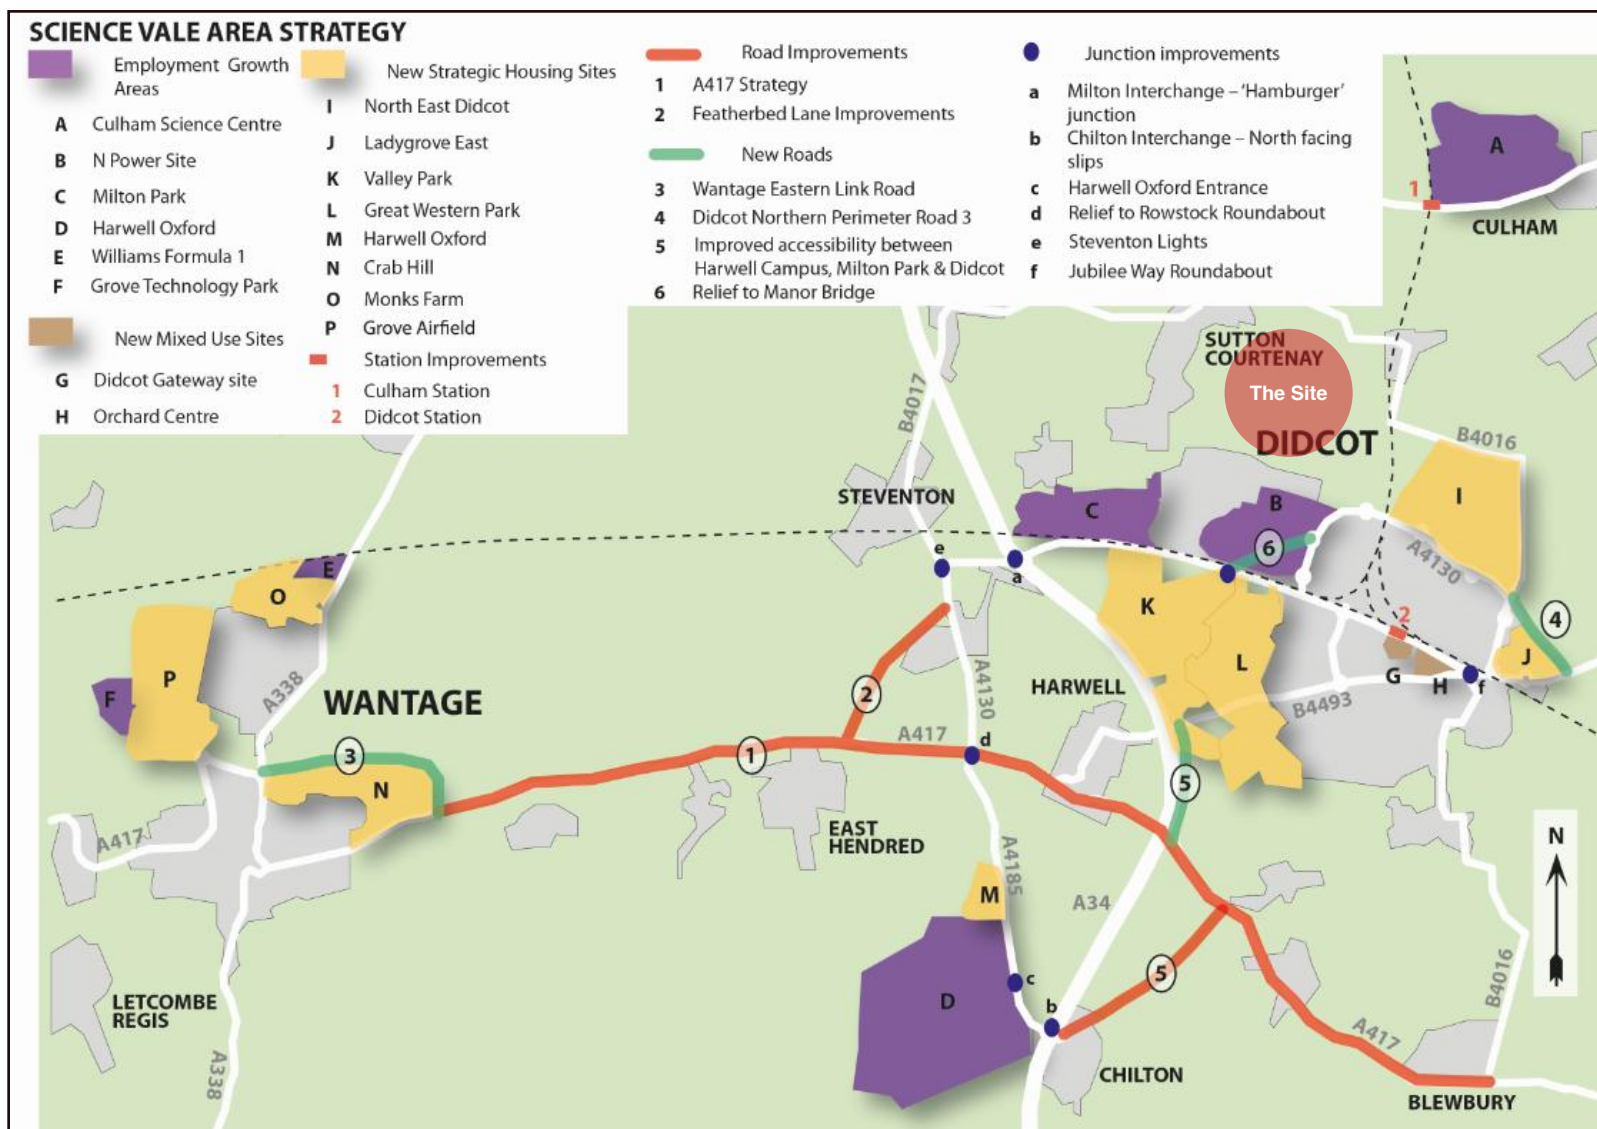 SCIENCE VALE AREA STRATEGY
Employment Growth
Areas
A Culham Science Centre
B N Power Site
C Milton Park
D Harwell Oxford
E Williams Formula 1
F Grove Technology Park
New Mixed Use Sites
G Didcot Gateway site
H Orchard Centre
New Strategic Housing Sites
I North East Didcot
J Ladygrove East
K Valley Park
L Great Western Park
M Harwell Oxford
N Crab Hill
O Monks Farm
P Grove Airfield
Station Improvements
1 Culham Station
2 Didcot Station
Road Improvements
1 A417 Strategy
2 Featherbed Lane Improvements
New Roads
3 Wantage Eastern Link Road
4 Didcot Northern Perimeter Road 3
5 Improved accessibility between
Harwell Campus, Milton Park & Didcot
6 Relief to Manor Bridge
Junction improvements
a Milton Interchange – ‘Hamburger’
junction
b Chilton Interchange – North facing
slips
c Harwell Oxford Entrance
d Relief to Rowstock Roundabout
e Steventon Lights
f Jubilee Way Roundabout
A
1
CULHAM
SUTTON
COURTENAY
The Site
DIDCOT
B4017
B4016
STEVENTON
C
B
I
6
e
a
A4130
E
O
K
2
4
P
L
J
F
A338
WANTAGE
2
A4130
HARWELL
G
H
f
B4493
A417
d
3
1
N
5
A417
EAST
HENDRED
A4185
N
M
A34
5
D
c
b
LETCOMBE
REGIS
B4016
A338
A417
CHILTON
BLEWBURY